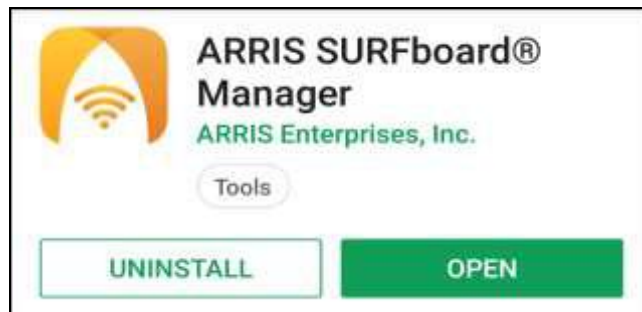 ARRIS SURFboard®
Manager
ARRIS Enterprises, Inc.
Tools
UNINSTALL OPEN